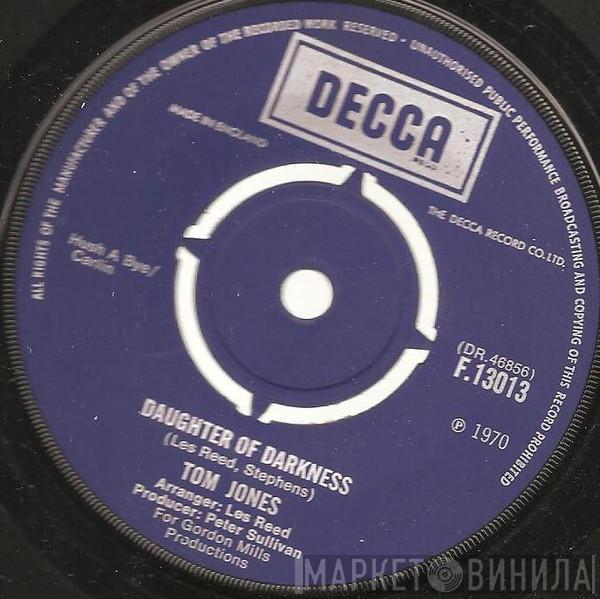 ALL RIGHTS OF THE MANUFACTURER AND OF THE OWNER OF THE RECORDED WORK RESERVED · UNAUTHORISED PUBLIC PERFORMANCE BROADCASTING AND COPYING OF THIS RECORD PROHIBITED
DECCA
MADE IN ENGLAND
THE DECCA RECORD CO. LTD.
Hush A Bye/
Carlin
(DR. 46856)
F.13013
℗ 1970
DAUGHTER OF DARKNESS
(Les Reed, Stephens)
TOM JONES
Arranger: Les Reed
Producer: Peter Sullivan
For Gordon Mills
Productions
МАРКЕТ ВИНИЛА